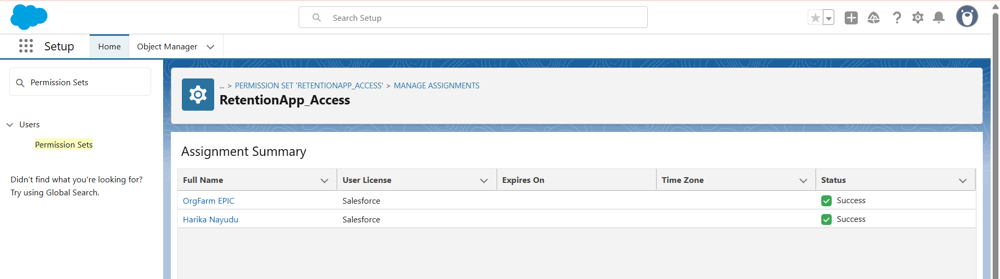 Search Setup
Setup
Home
Object Manager
Permission Sets
Users
Permission Sets
Didn't find what you're looking for?
Try using Global Search.
... > PERMISSION SET 'RETENTIONAPP_ACCESS' > MANAGE ASSIGNMENTS
RetentionApp_Access
Assignment Summary
Full Name User License Expires On Time Zone Status
OrgFarm EPIC Salesforce Success
Harika Nayudu Salesforce Success